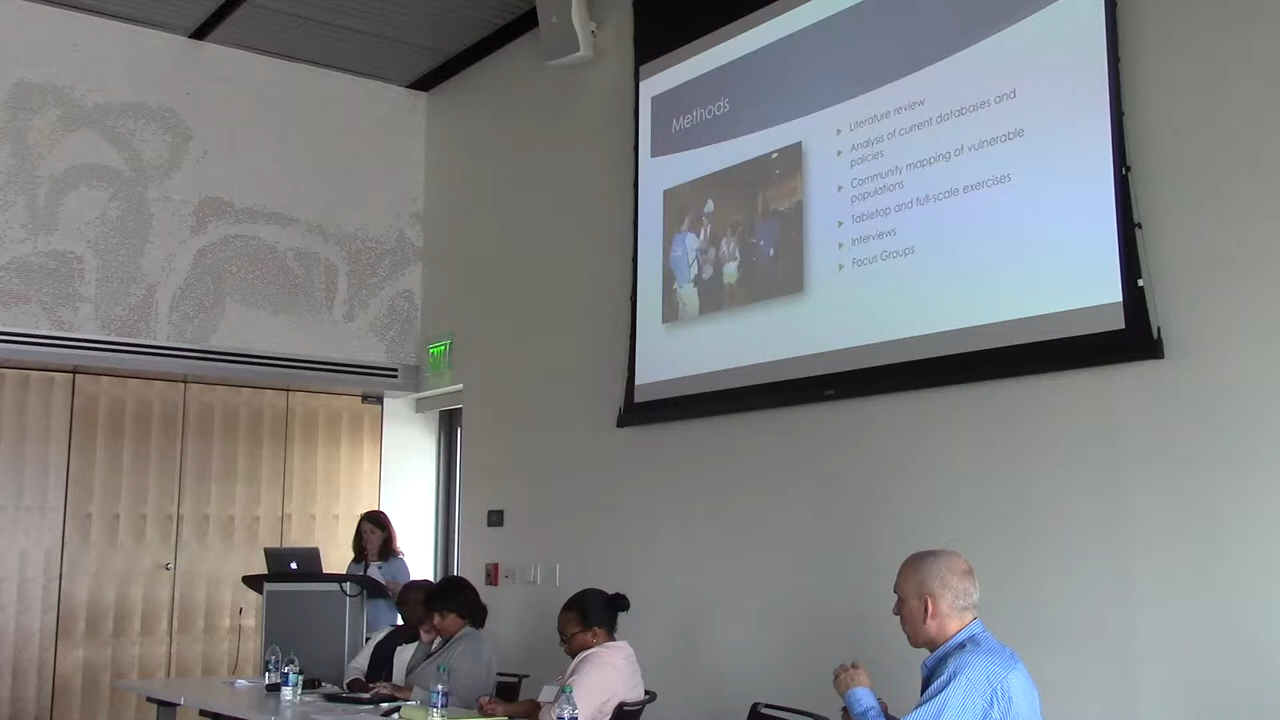 Methods
Literature review
Analysis of current databases and
policies
Community mapping of vulnerable
populations
Tabletop and full-scale exercises
Interviews
Focus Groups
EXIT